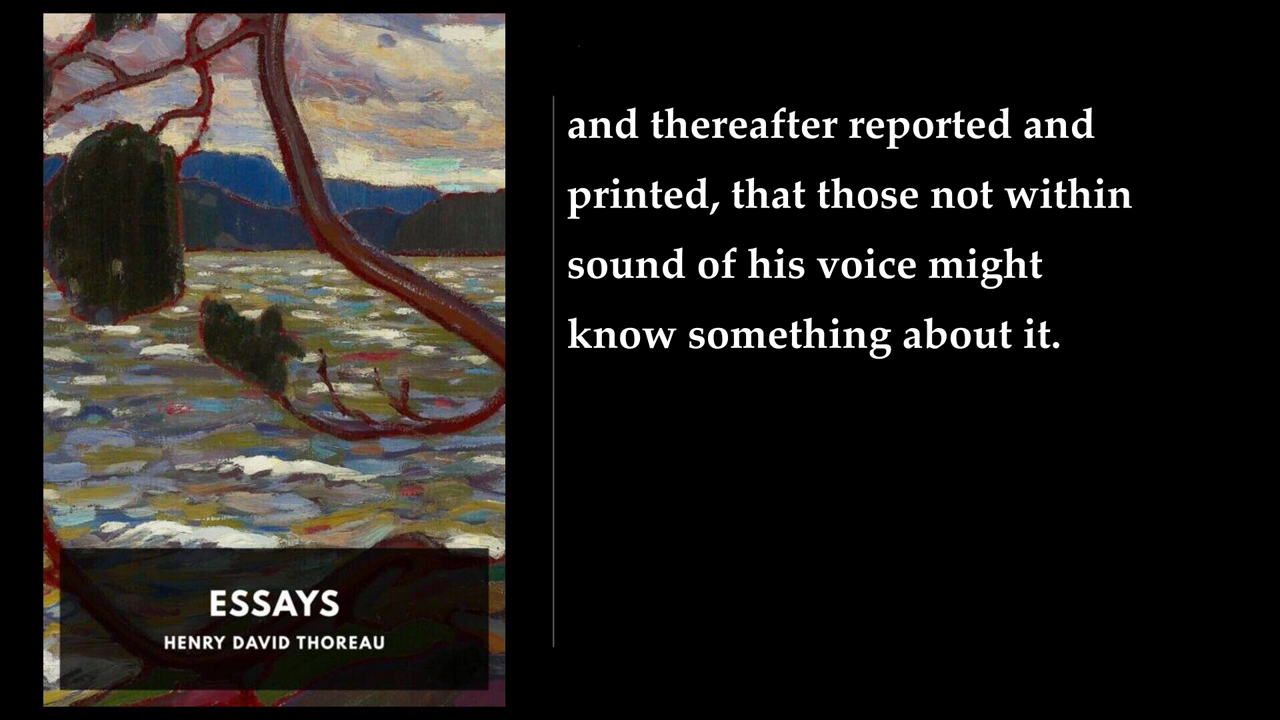 and thereafter reported and
printed, that those not within
sound of his voice might
know something about it.
ESSAYS
HENRY DAVID THOREAU